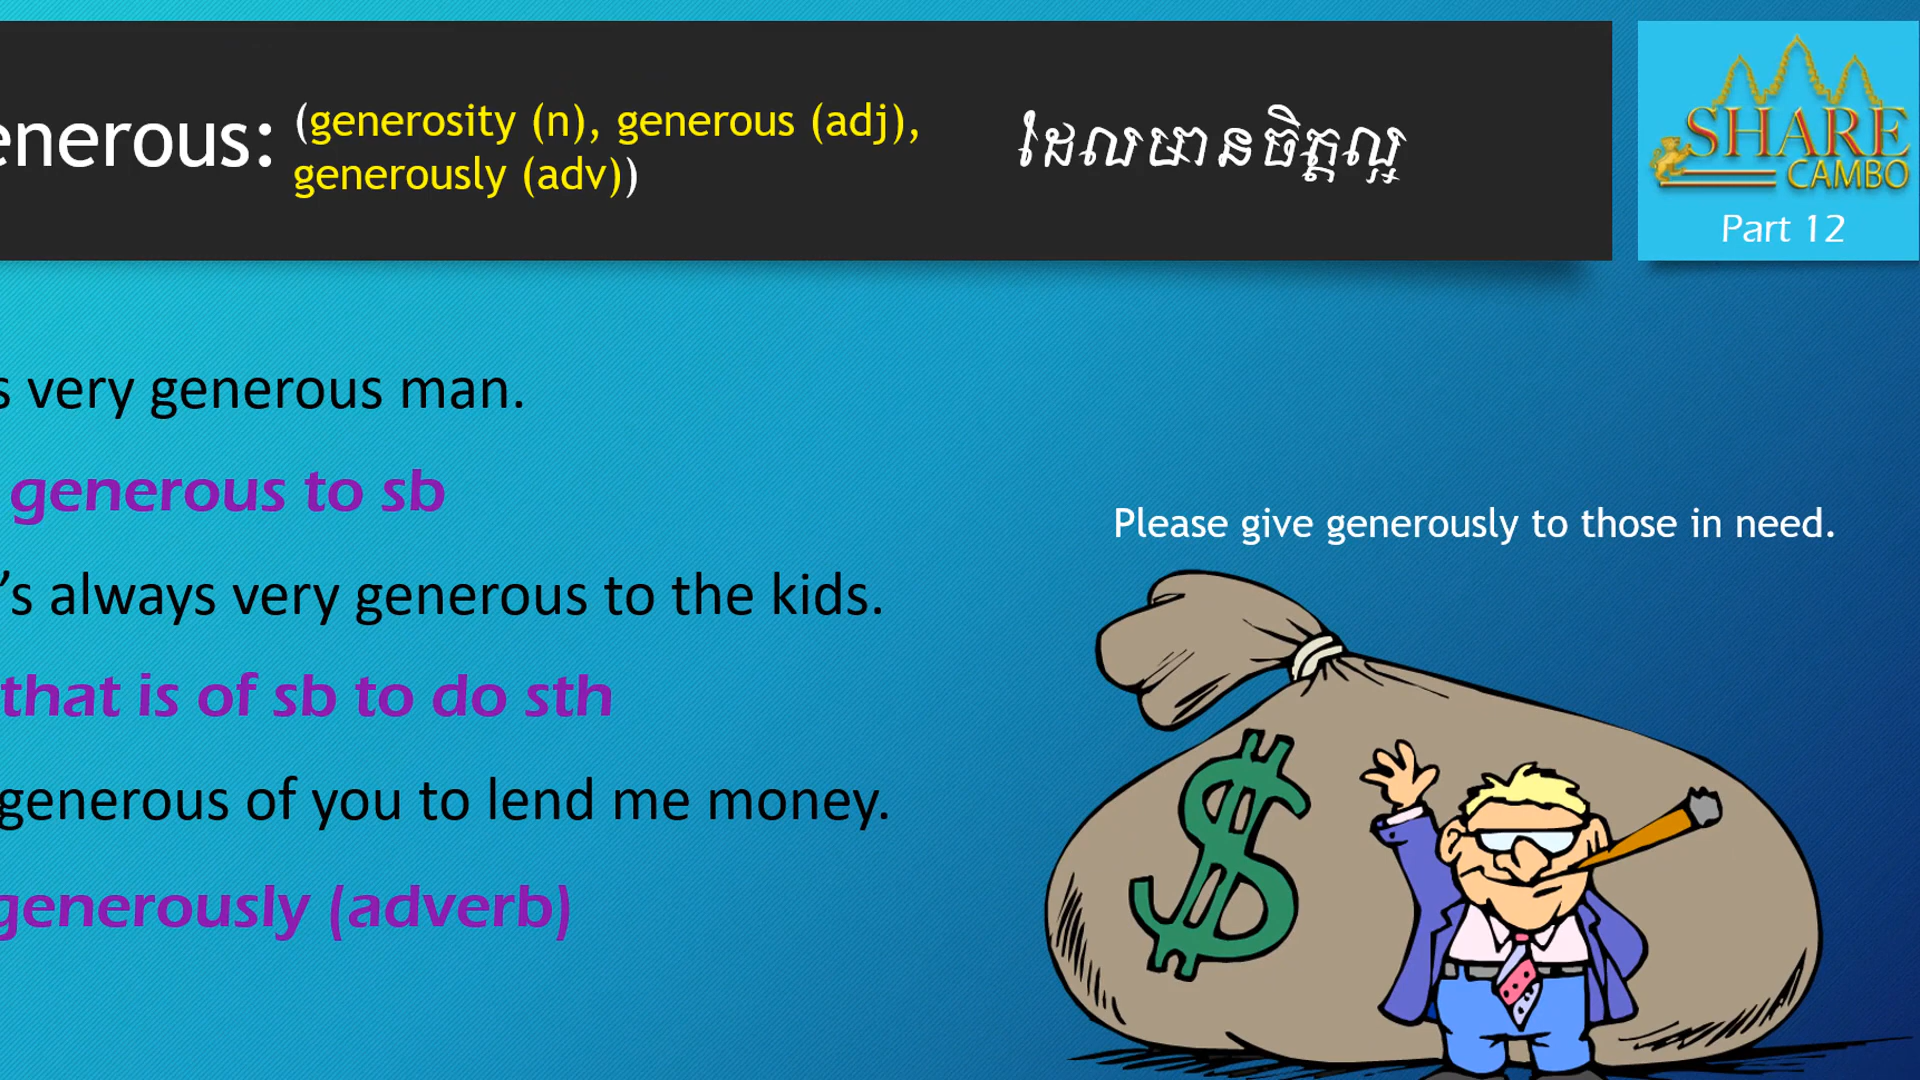 enerous:
(generosity (n), generous (adj),
generously (adv))
ដែលមានចិត្តល្អ
SHARE
CAMBO
Part 12
s very generous man.
generous to sb
Please give generously to those in need.
’s always very generous to the kids.
that is of sb to do sth
generous of you to lend me money.
generously (adverb)
$